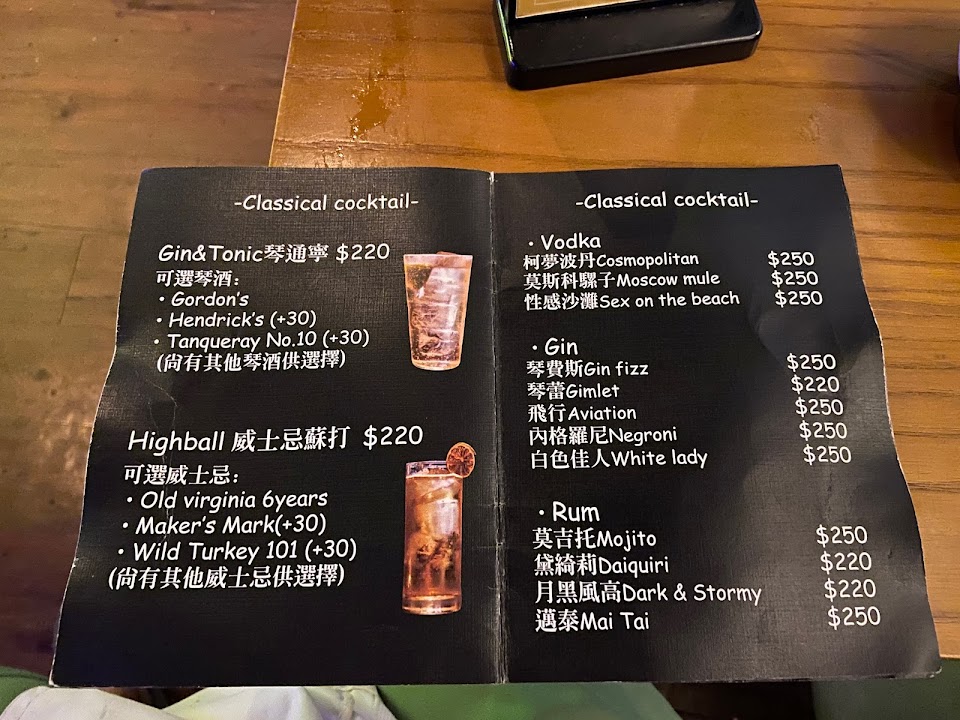 -Classical cocktail-
Gin&Tonic琴通寧 $220
可選琴酒:
・Gordon's
・Hendrick's (+30)
・Tanqueray No.10 (+30)
(尚有其他琴酒供選擇)
Highball 威士忌蘇打 $220
可選威士忌:
・Old virginia 6years
・Maker's Mark(+30)
・Wild Turkey 101 (+30)
(尚有其他威士忌供選擇)
-Classical cocktail-
・Vodka
柯夢波丹Cosmopolitan $250
莫斯科騾子Moscow mule $250
性感沙灘Sex on the beach $250
・Gin
琴費斯Gin fizz $250
琴蕾Gimlet $220
飛行Aviation $250
內格羅尼Negroni $250
白色佳人White lady $250
・Rum
莫吉托Mojito $250
黛綺莉Daiquiri $220
月黑風高Dark & Stormy $220
邁泰Mai Tai $250